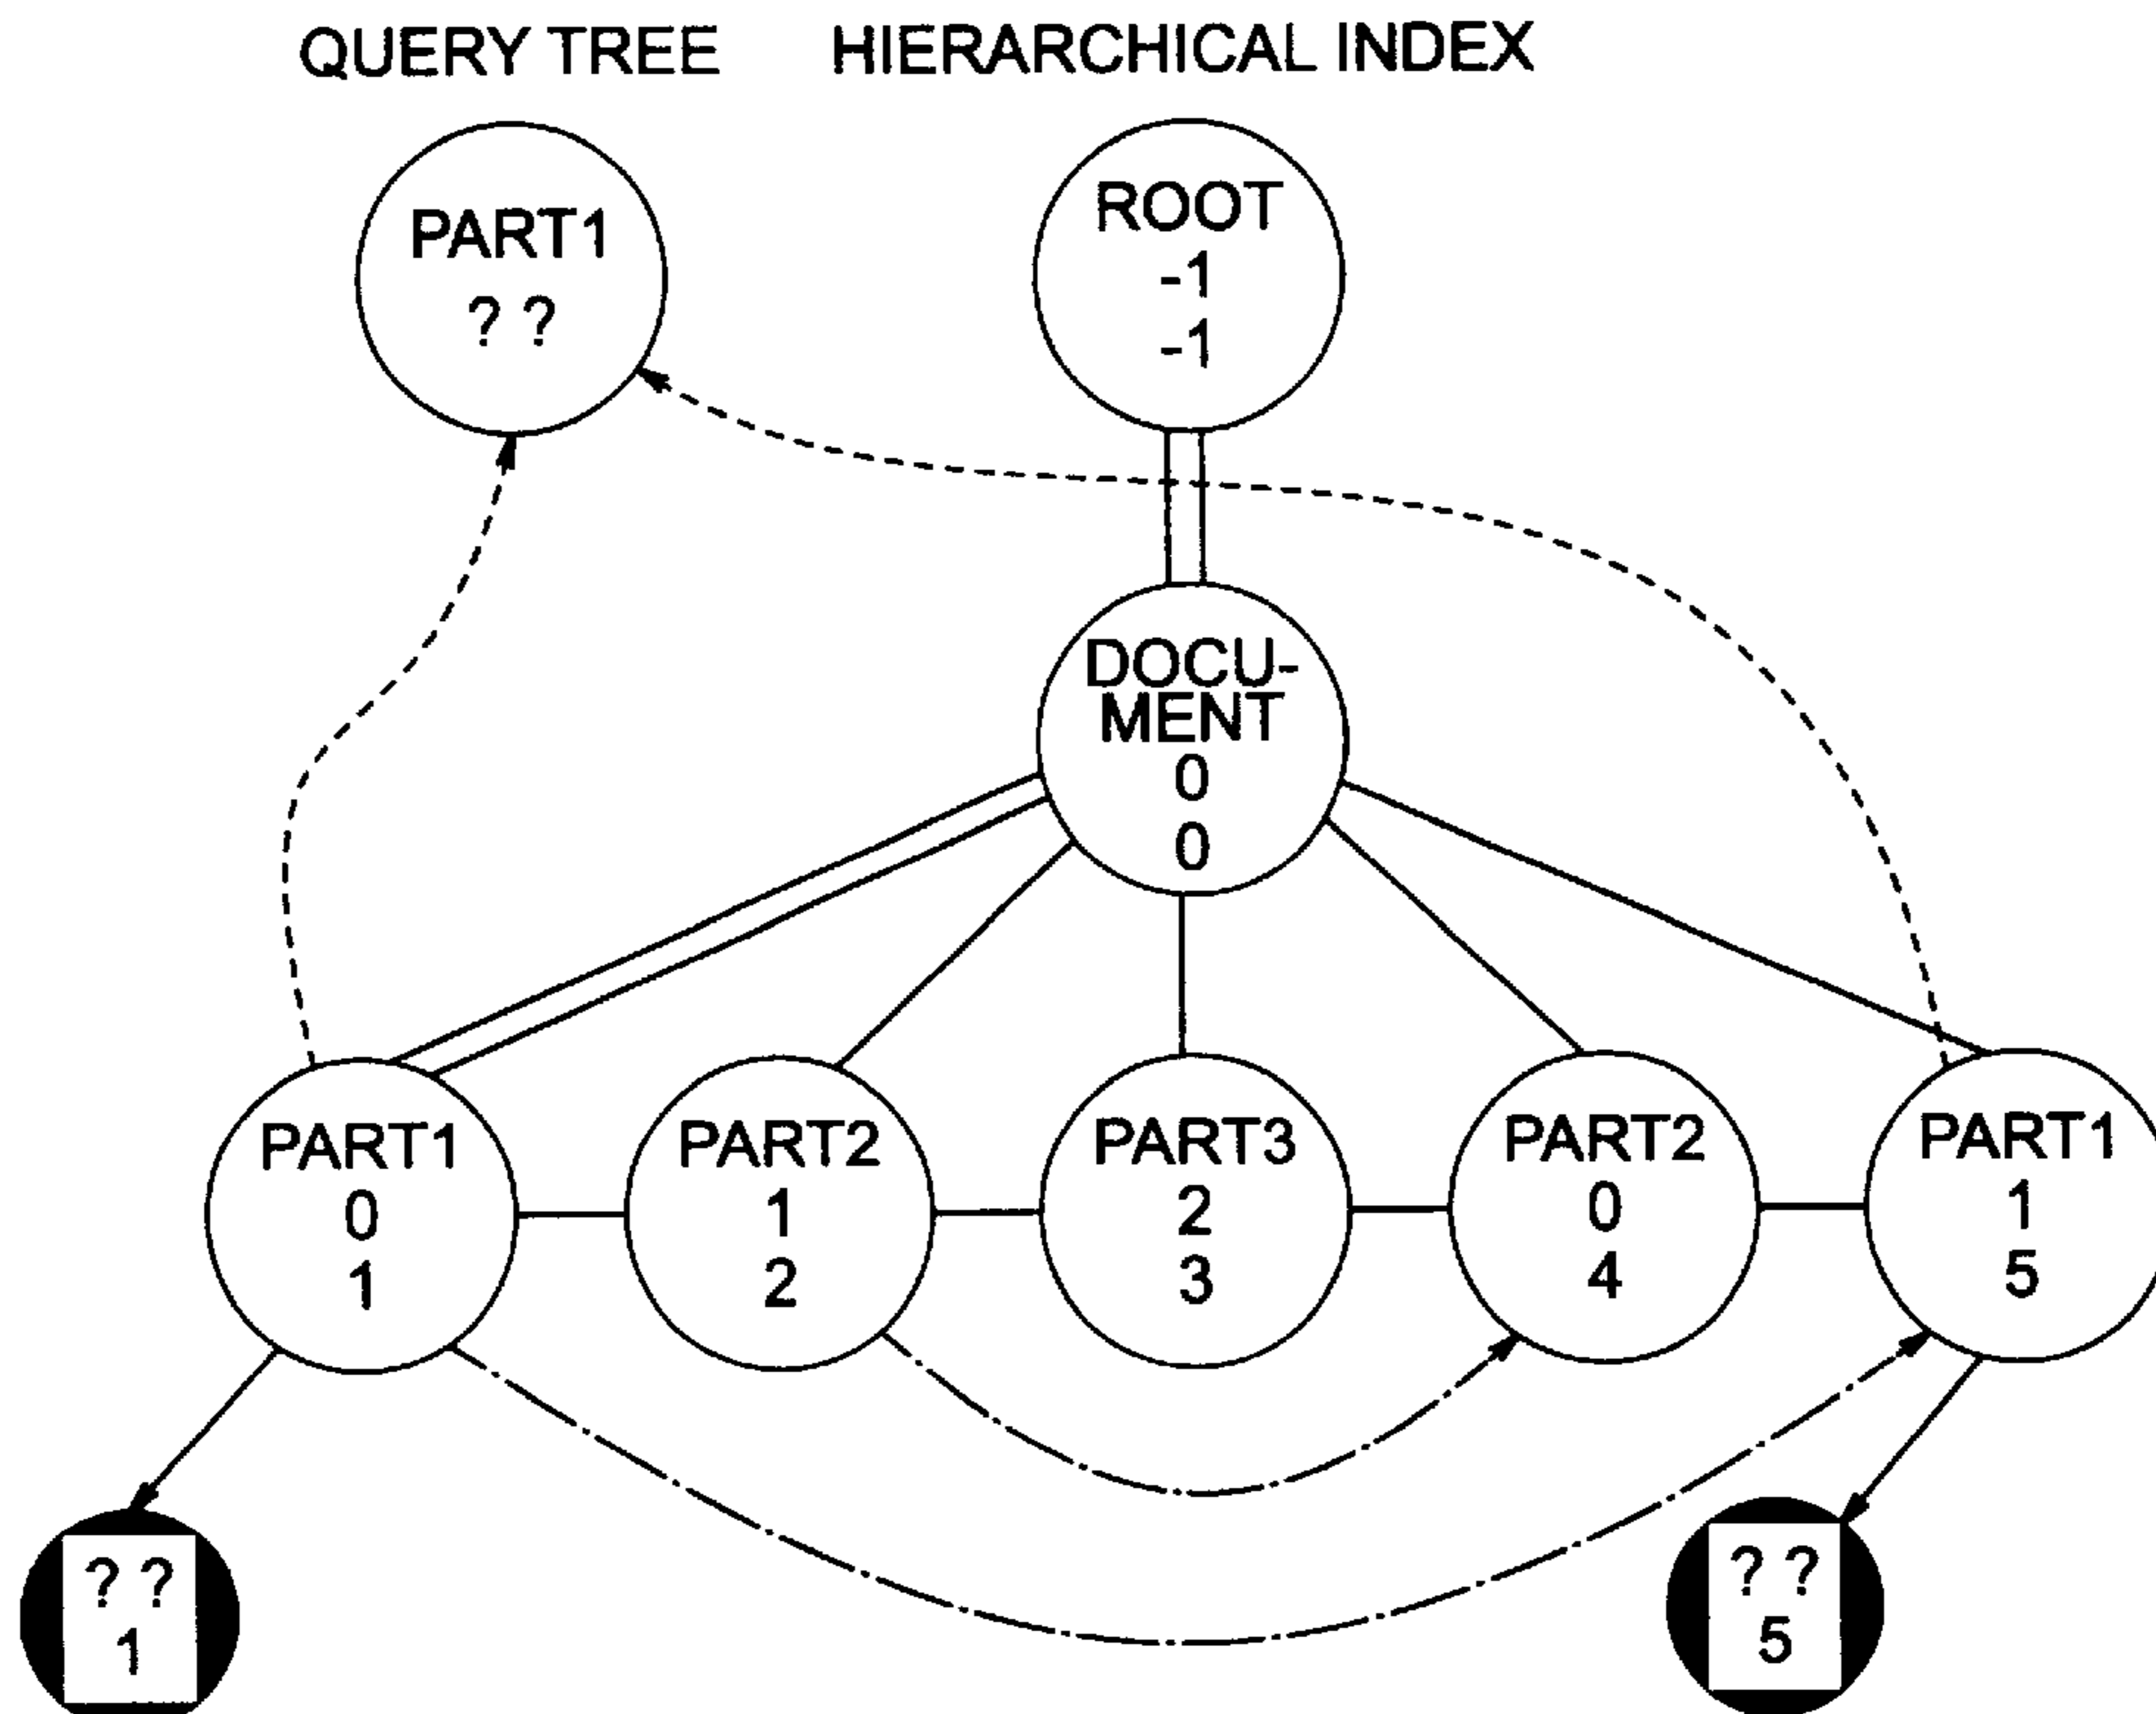 QUERY TREE HIERARCHICAL INDEX
PART1
? ?
ROOT
-1
-1
DOCU-
MENT
0
0
PART1
0
1
PART2
1
2
PART3
2
3
PART2
0
4
PART1
1
5
? ?
1
? ?
5